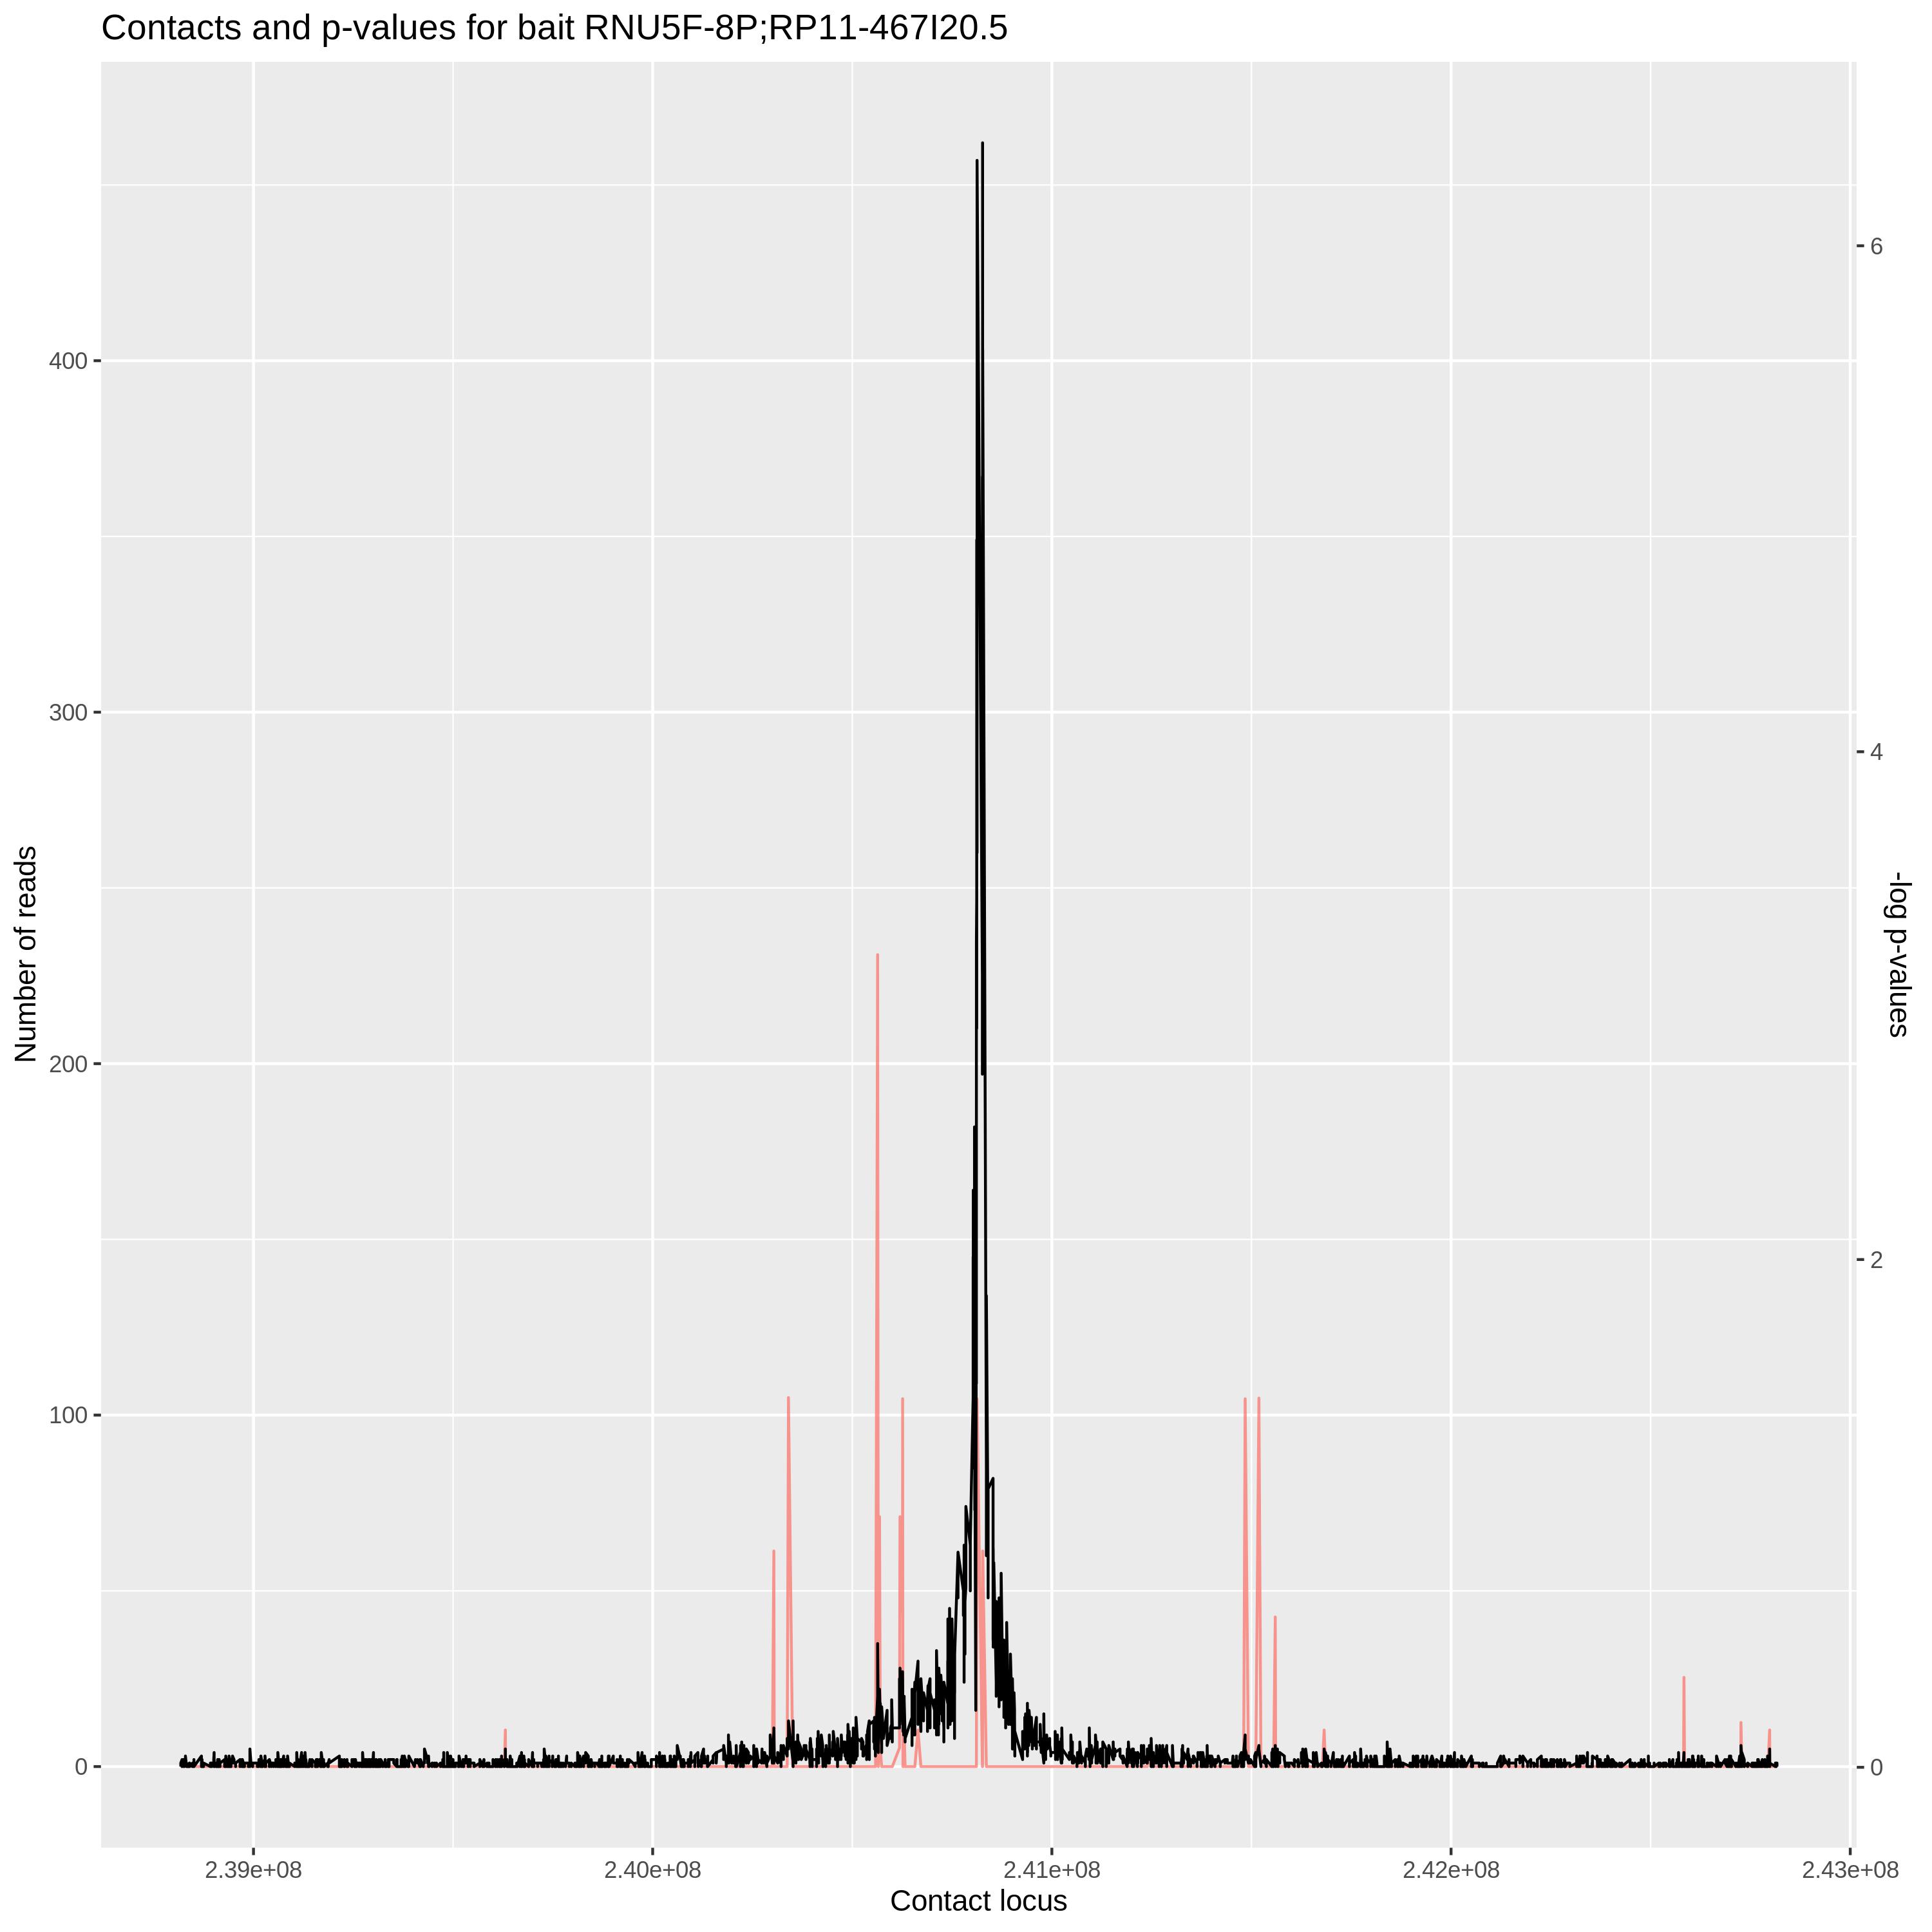 Contacts and p-values for bait RNU5F-8P;RP11-467I20.5
Number of reads
400
300
200
100
0
6
4
2
0
-log p-values
2.39e+08
2.40e+08
2.41e+08
2.42e+08
2.43e+08
Contact locus